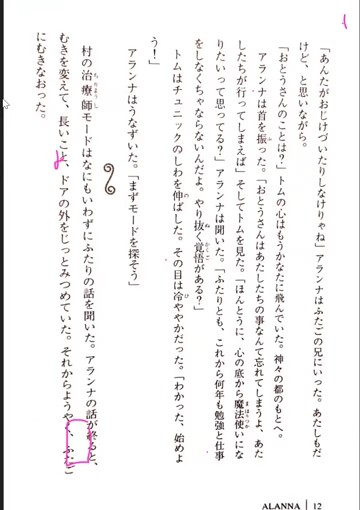 「あんたがおじけづいたりしなけりゃね」アランナはふたごの兄にいった。あたしもだ
けど、と思いながら。
「おとうさんのことは？」トムの心はもうかなたに飛んでいた。神々の都のもとへ。
アランナは首を振った。「おとうさんはあたしたちの事なんて忘れてしまうよ、あた
したちが行ってしまえば」そしてトムを見た。「ほんとうに、心の底から魔法使いにな
りたいって思ってる？」アランナは聞いた。「ふたりとも、これから何年も勉強と仕事
をしなくちゃならないんだよ。やり抜く覚悟がある？」
トムはチュニックのしわを伸ばした。その目は冷ややかだった。「わかった、始めよ
う！」
アランナはうなずいた。「まずモードを探そう」
村の治療師モードはなにもいわずにふたりの話を聞いた。アランナの話が終ると、
むきを変えて、長いこと、ドアの外をじっとみつめていた。それからようやく、ふたご
にむきなおった。
ALANNA | 12